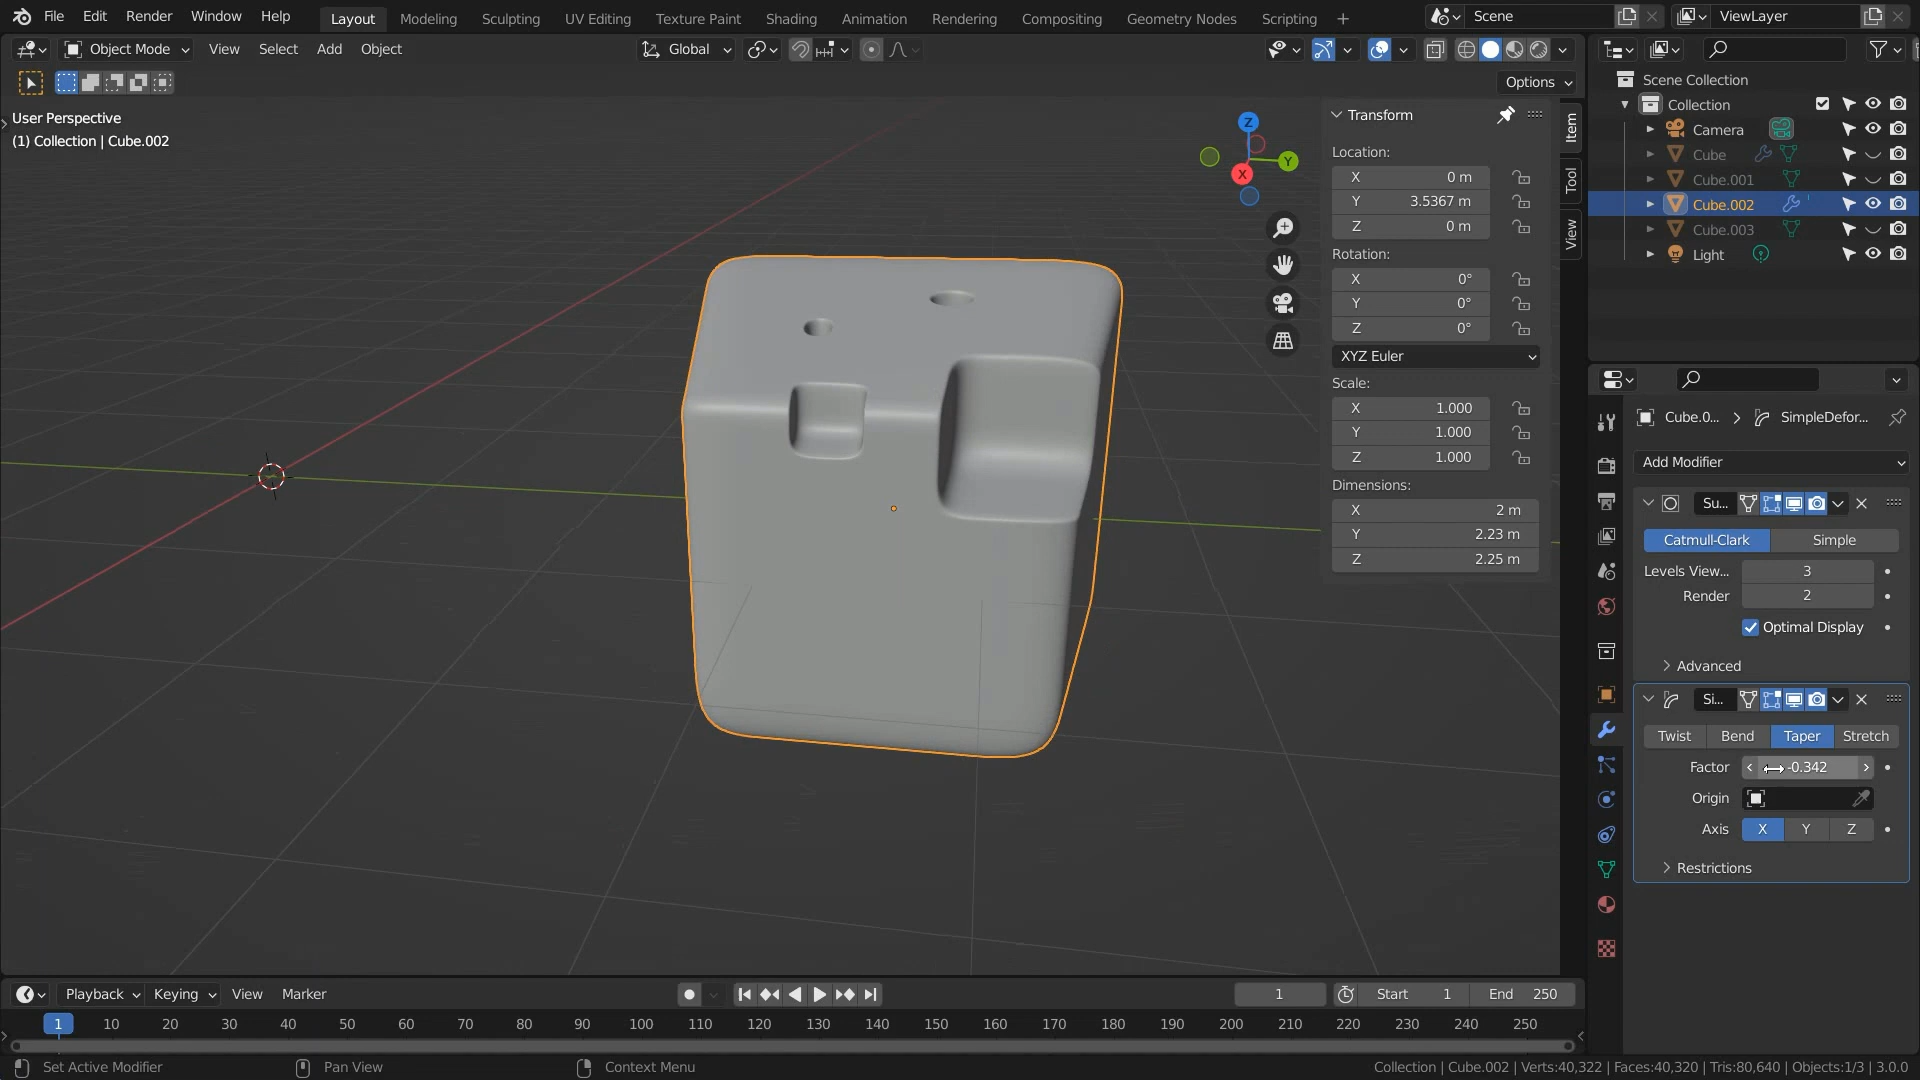 File Edit Render Window Help Layout Modeling Sculpting UV Editing Texture Paint Shading Animation Rendering Compositing Geometry Nodes Scripting + Scene ViewLayer
Object Mode View Select Add Object Global
Options
User Perspective
(1) Collection | Cube.002
Z
Y
X
Transform
Location:
X 0 m
Y 3.5367 m
Z 0 m
Rotation:
X 0°
Y 0°
Z 0°
XYZ Euler
Scale:
X 1.000
Y 1.000
Z 1.000
Dimensions:
X 2 m
Y 2.23 m
Z 2.25 m
Item
Tool
View
Scene Collection
Collection
Camera
Cube
Cube.001
Cube.002
Cube.003
Light
Cube.0... > SimpleDefor...
Add Modifier
Su...
Catmull-Clark Simple
Levels View... 3
Render 2
Optimal Display
Advanced
Si...
Twist Bend Taper Stretch
Factor -0.342
Origin
Axis X Y Z
Restrictions
Playback Keying View Marker 1 Start 1 End 250
1 10 20 30 40 50 60 70 80 90 100 110 120 130 140 150 160 170 180 190 200 210 220 230 240 250
Set Active Modifier Pan View Context Menu Collection | Cube.002 | Verts:40,322 | Faces:40,320 | Tris:80,640 | Objects:1/3 | 3.0.0